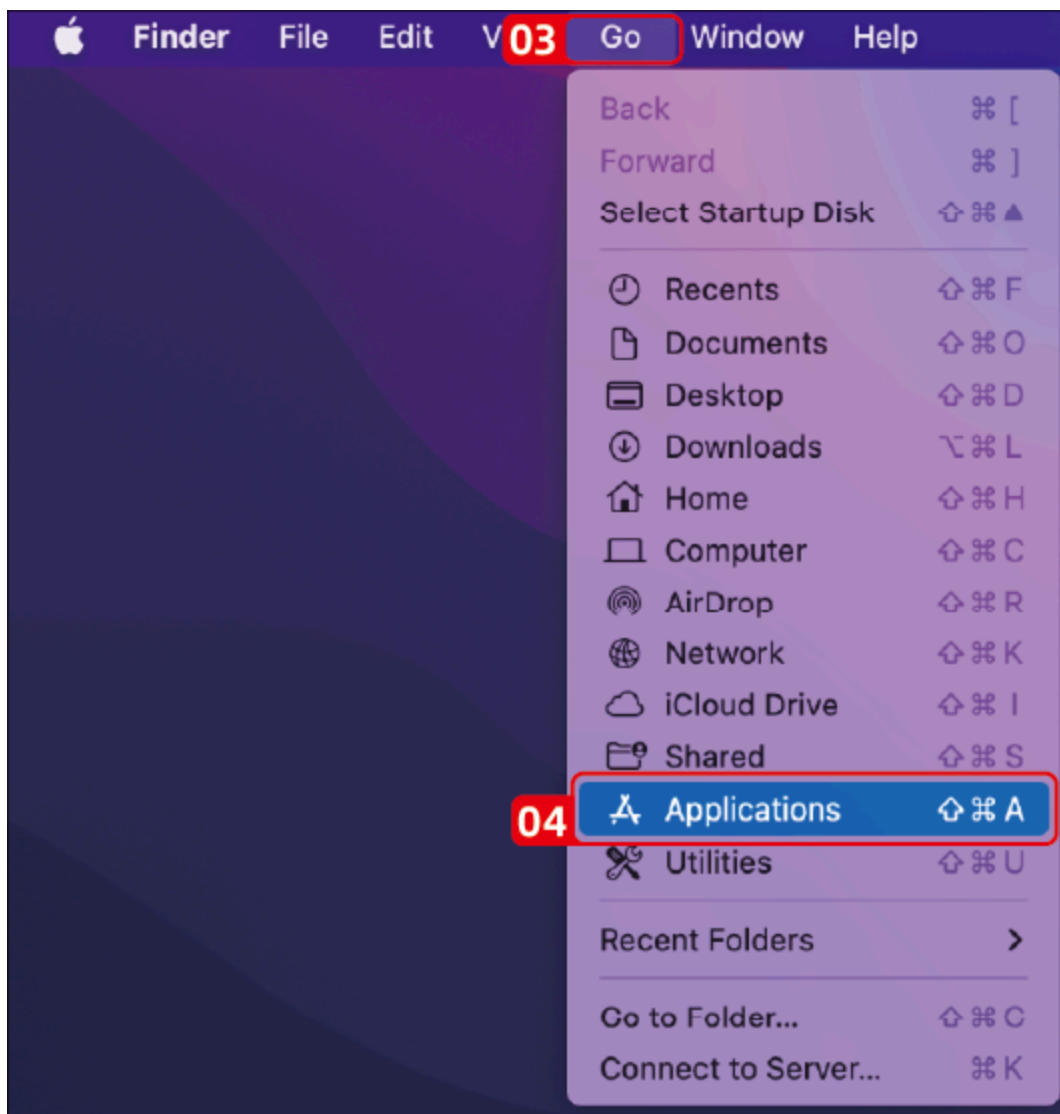 Finder File Edit V 03 Go Window Help
Back ⌘ [
Forward ⌘ ]
Select Startup Disk ⇧ ⌘ ▲
Recents ⇧ ⌘ F
Documents ⇧ ⌘ O
Desktop ⇧ ⌘ D
Downloads ⌥ ⌘ L
Home ⇧ ⌘ H
Computer ⇧ ⌘ C
AirDrop ⇧ ⌘ R
Network ⇧ ⌘ K
iCloud Drive ⇧ ⌘ I
Shared ⇧ ⌘ S
04 Applications ⇧ ⌘ A
Utilities ⇧ ⌘ U
Recent Folders >
Go to Folder... ⇧ ⌘ G
Connect to Server... ⌘ K